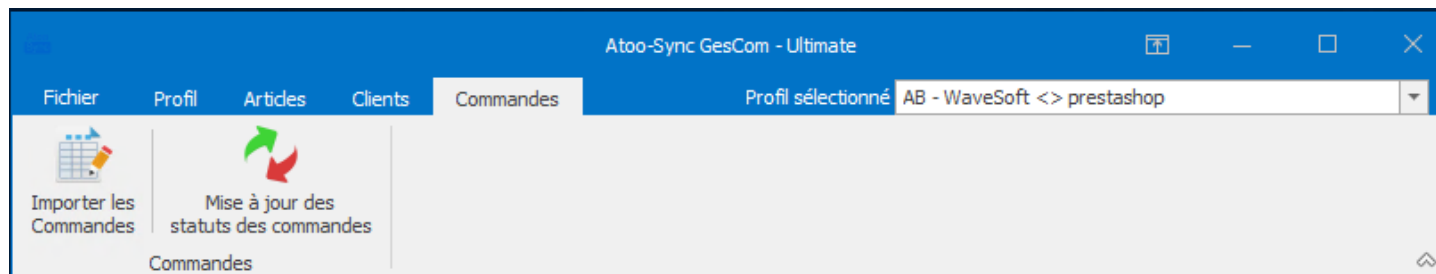 Atoo-Sync GesCom - Ultimate
Fichier Profil Articles Clients Commandes Profil sélectionné AB - WaveSoft <> prestashop
Importer les
Commandes
Mise à jour des
statuts des commandes
Commandes